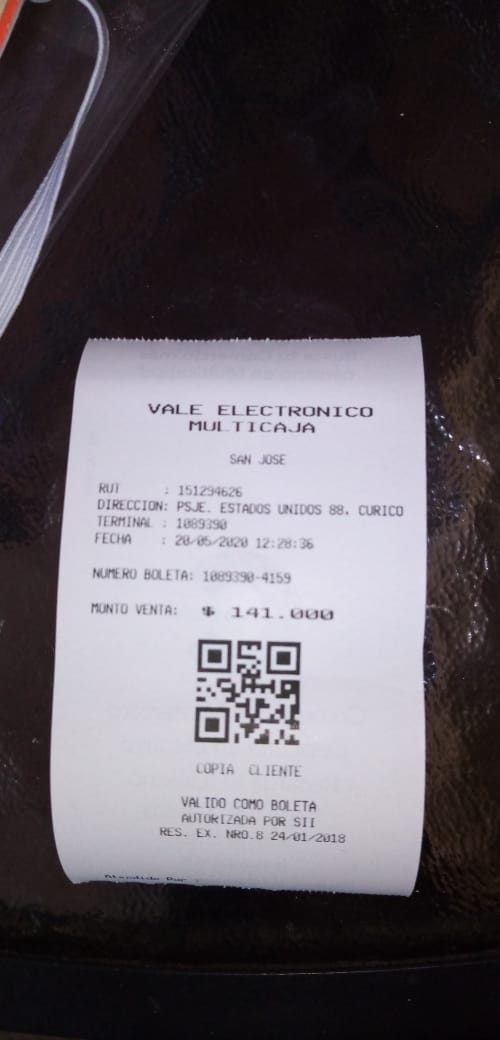 VALE ELECTRONICO
MULTICAJA
SAN JOSE
RUT : 151294626
DIRECCION: PSJE. ESTADOS UNIDOS 88, CURICO
TERMINAL : 1089390
FECHA : 20/05/2020 12:28:36
NUMERO BOLETA: 1089390-4159
MONTO VENTA: $ 141.000
COPIA CLIENTE
VALIDO COMO BOLETA
AUTORIZADA POR SII
RES. EX. NRO.8 24/01/2018
Atendido Por :